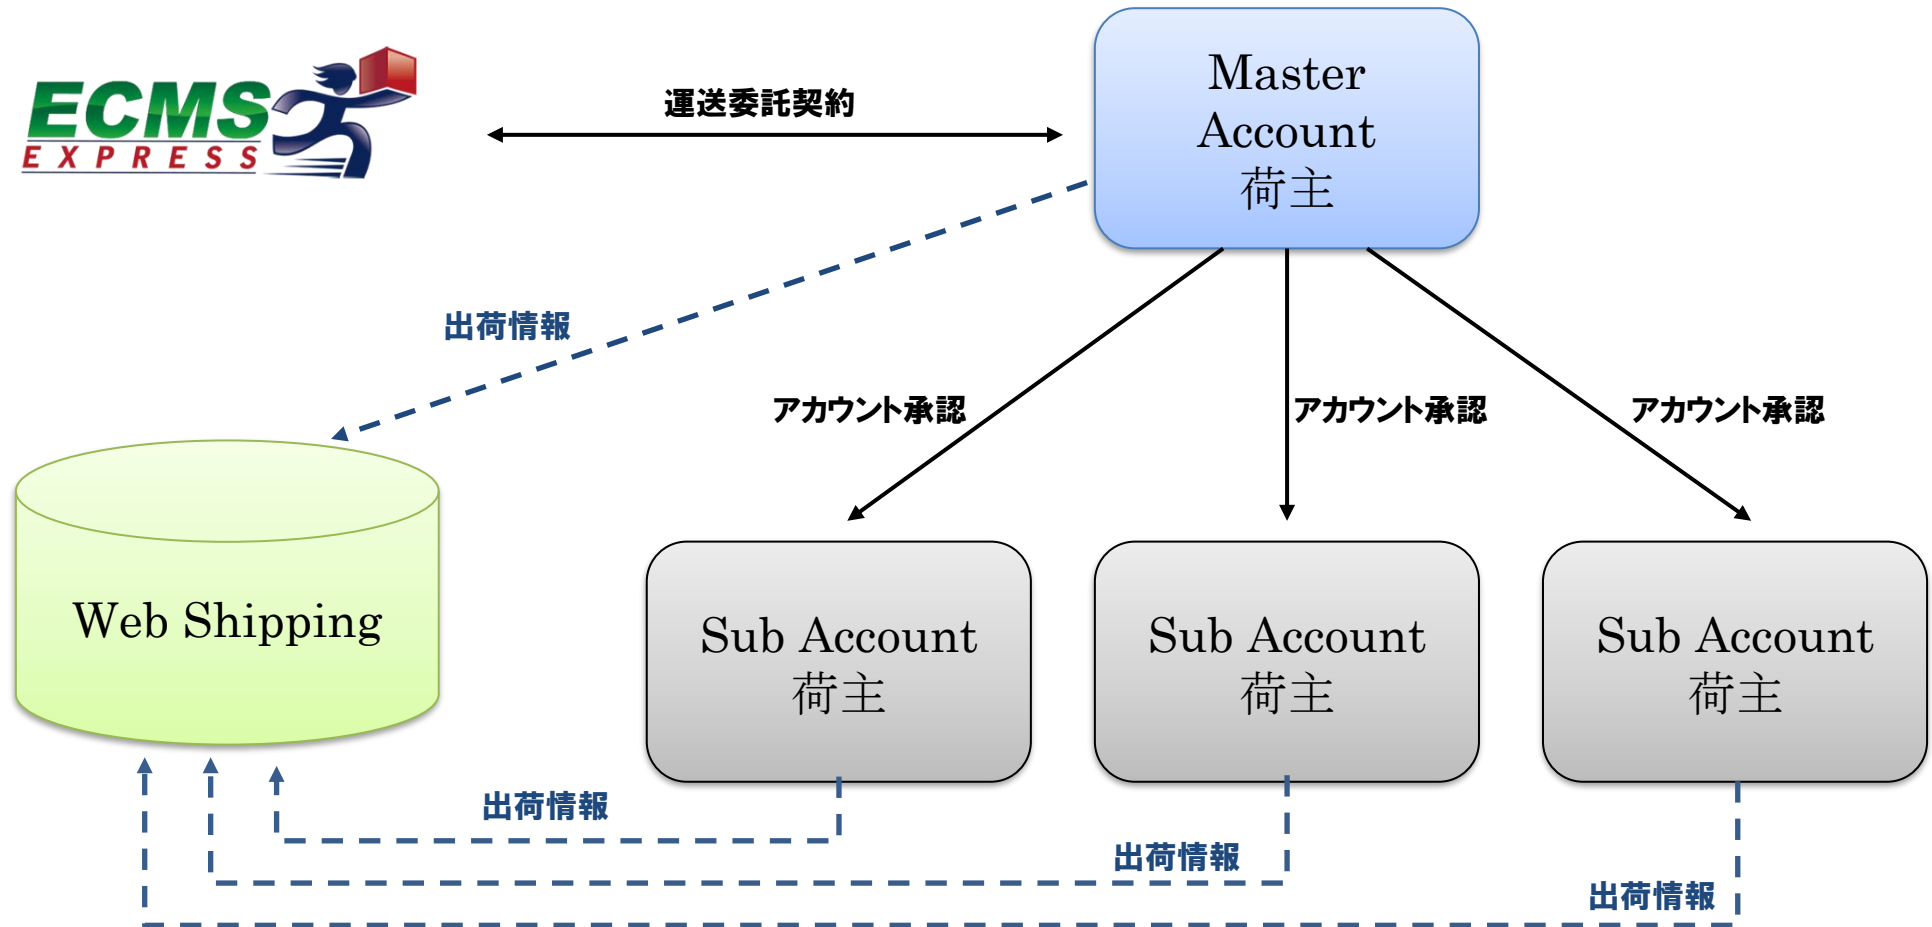 ECMS
EXPRESS
運送委託契約
Master
Account
荷主
出荷情報
アカウント承認
アカウント承認
アカウント承認
Web Shipping
Sub Account
荷主
Sub Account
荷主
Sub Account
荷主
出荷情報
出荷情報
出荷情報